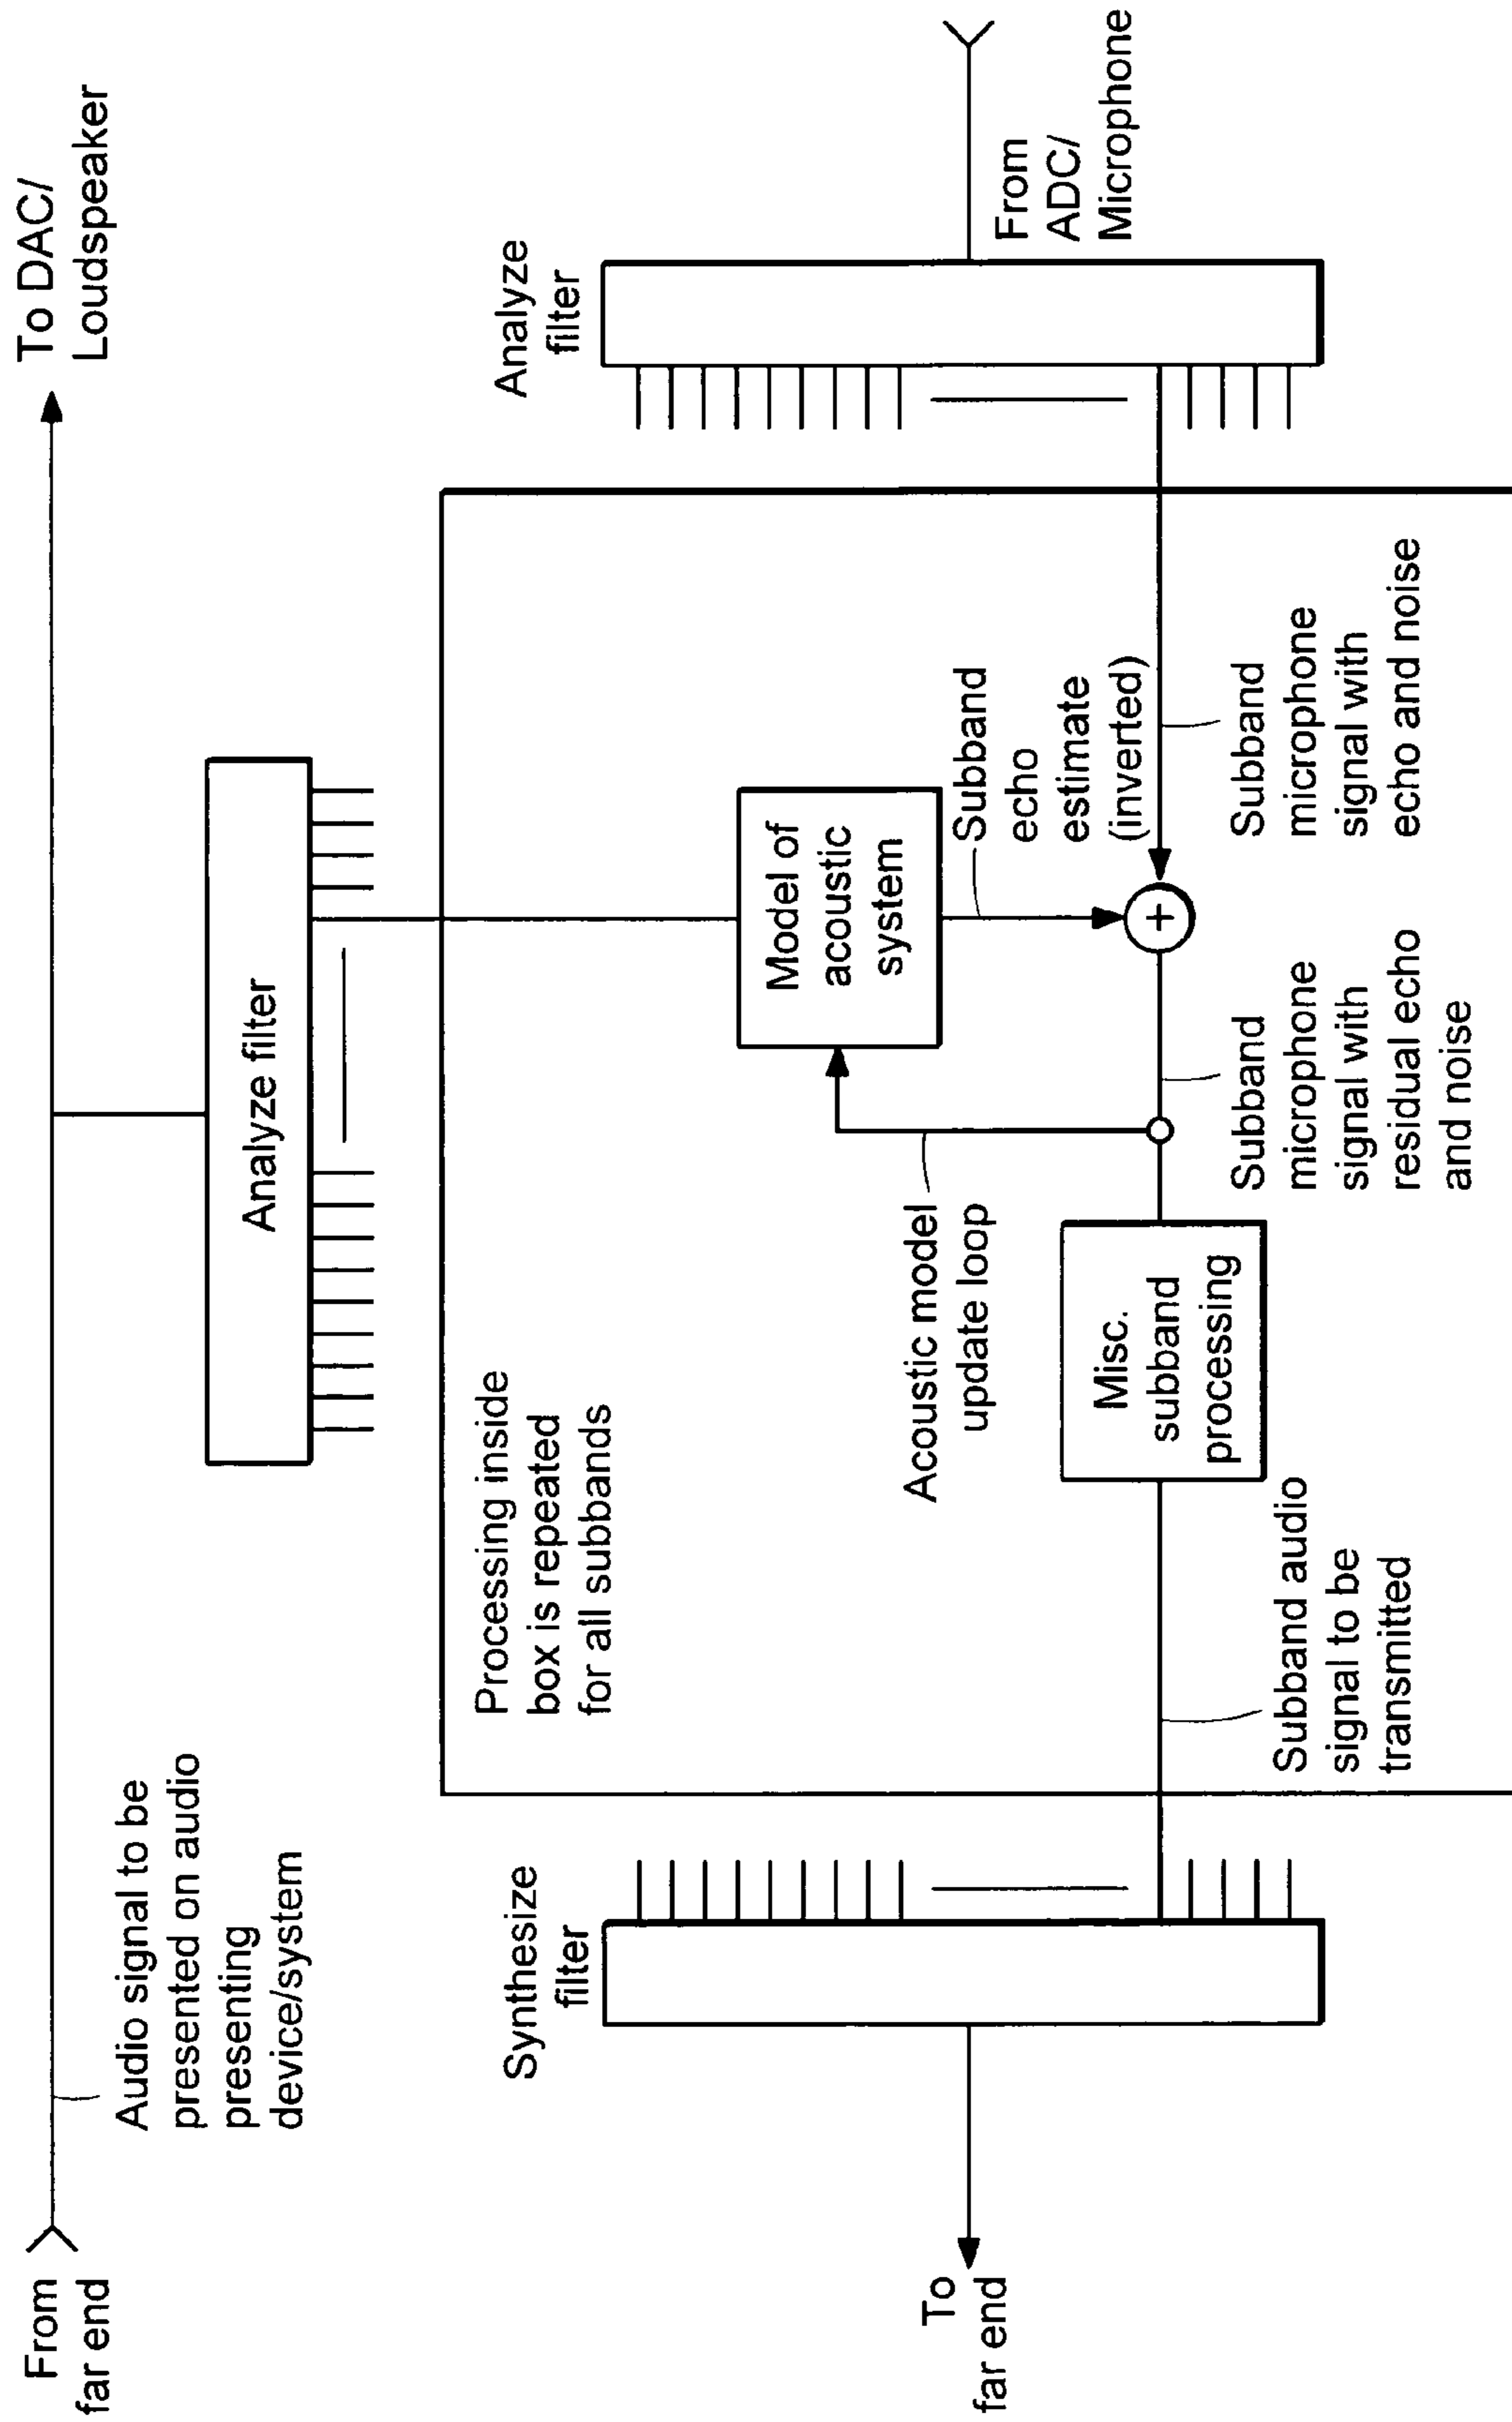 From
far end
Audio signal to be
presented on audio
presenting
device/system
To DAC/
Loudspeaker
Analyze filter
Processing inside
box is repeated
for all subbands
Synthesize
filter
To
far end
Analyze
filter
From
ADC/
Microphone
Model of
acoustic
system
Acoustic model
update loop
Subband
echo
estimate
(inverted)
+
Misc.
subband
processing
Subband audio
signal to be
transmitted
Subband
microphone
signal with
residual echo
and noise
Subband
microphone
signal with
echo and noise